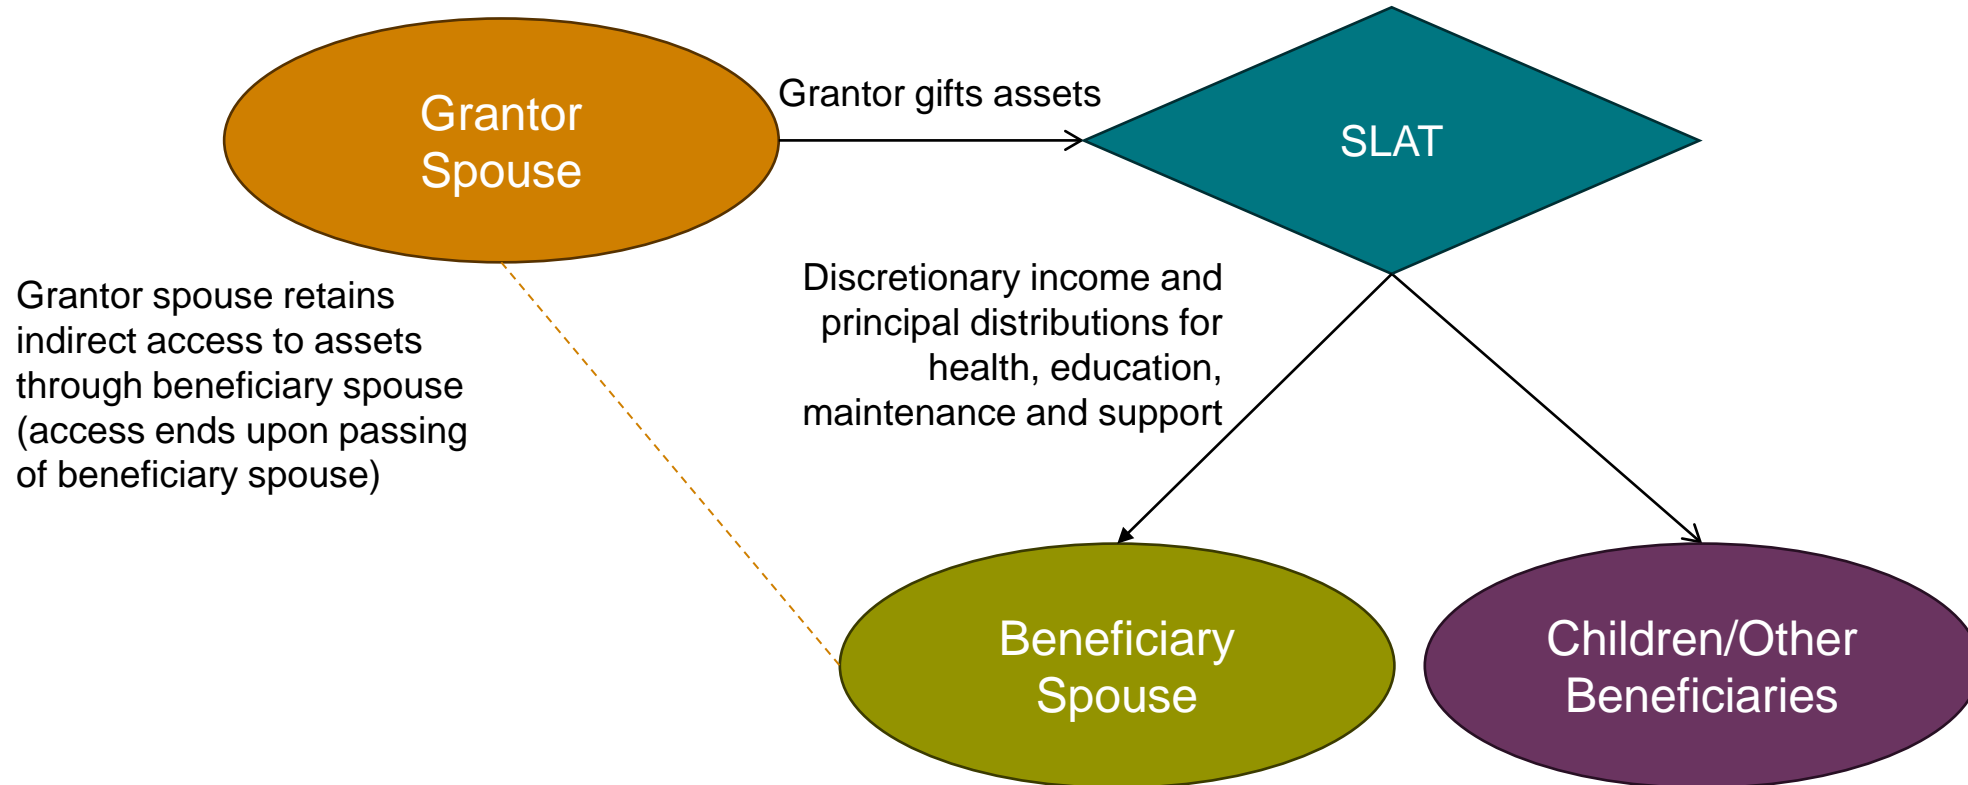 Grantor
Spouse
Grantor gifts assets
SLAT
Grantor spouse retains
indirect access to assets
through beneficiary spouse
(access ends upon passing
of beneficiary spouse)
Discretionary income and
principal distributions for
health, education,
maintenance and support
Beneficiary
Spouse
Children/Other
Beneficiaries